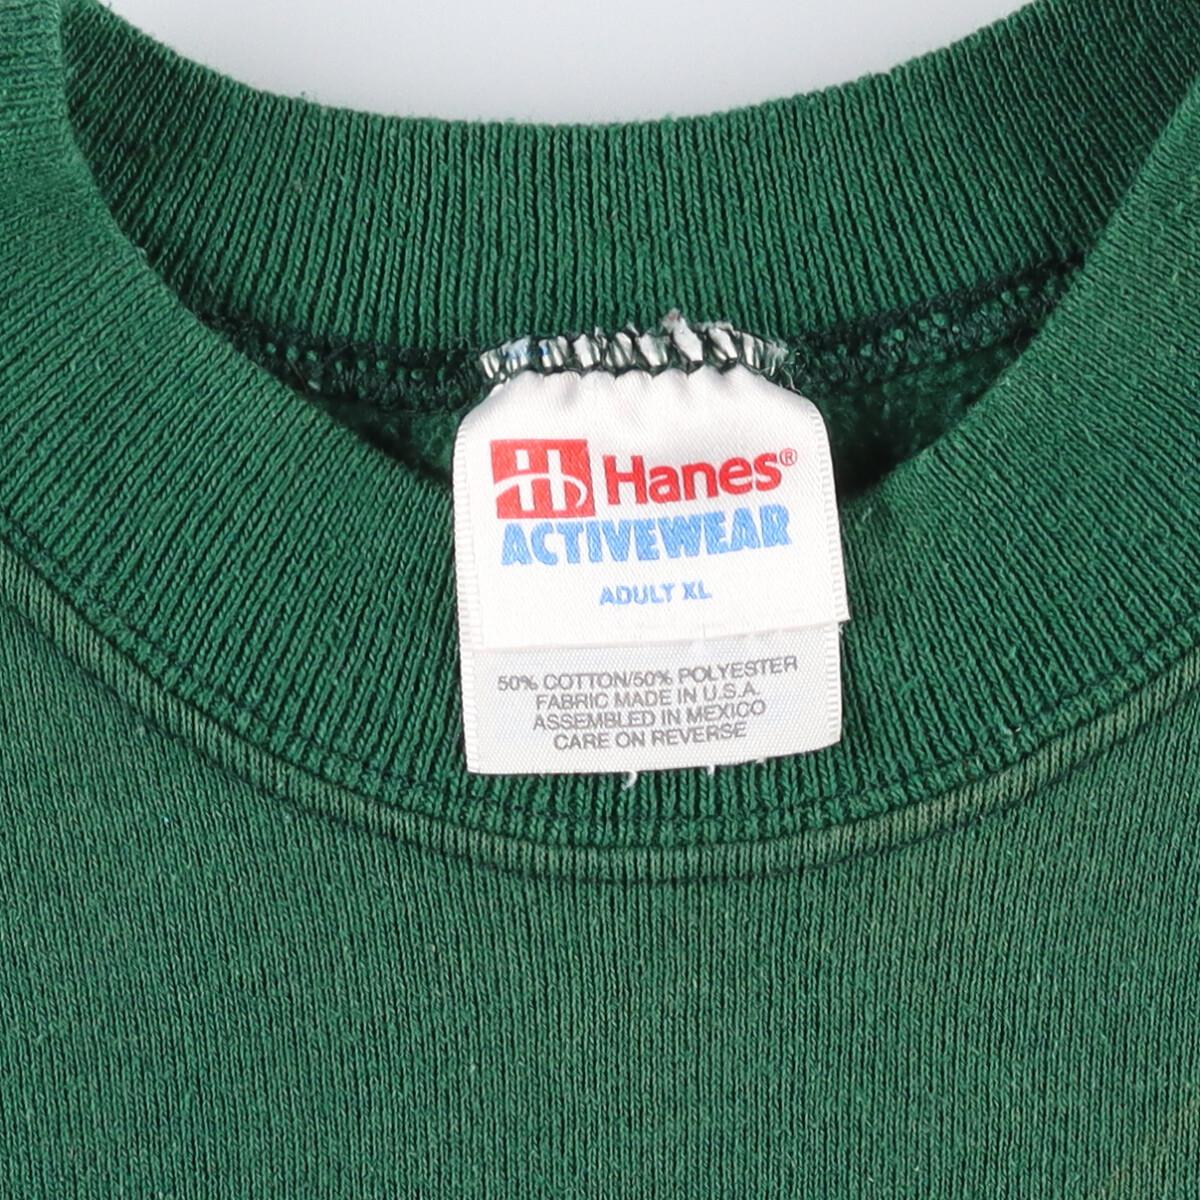 H Hanes®
ACTIVEWEAR
ADULT XL
50% COTTON/50% POLYESTER
FABRIC MADE IN U.S.A.
ASSEMBLED IN MEXICO
CARE ON REVERSE